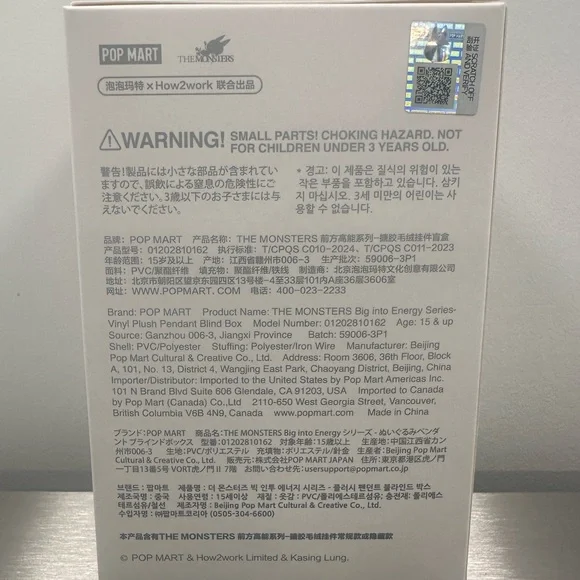 POP MART
THE MONSTERS
泡泡玛特 × How2work 联合出品
刮开涂层 SCRATCH OFF
验真伪 AND VERIFY
WARNING! SMALL PARTS! CHOKING HAZARD. NOT
FOR CHILDREN UNDER 3 YEARS OLD.
警告!製品には小さな部品が含まれてい
ますので、誤飲による窒息の危険性にご
注意ください。3歳以下のお子さまには与
えないでください。
* 경고: 이 제품은 질식의 위험이 있는
작은 부품을 포함하고 있습니다. 삼키
지 마십시오. 3세 미만의 어린이는 사
용할 수 없습니다.
品牌: POP MART 产品名称: THE MONSTERS 前方高能系列-搪胶毛绒挂件盲盒
产品型号: 01202810162 执行标准: T/CPQS C010-2024、T/CPQS C011-2023
年龄范围: 15岁及以上 产地: 江西省赣州市006-3 生产批次: 59006-3P1
面料: PVC/聚酯纤维 填充物: 聚酯纤维/铁线 制造商: 北京泡泡玛特文化创意有限公司
地址: 北京市朝阳区望京东园四区13号楼-4至33层101内A座36层3606室
网址: WWW.POPMART.COM 电话: 400-023-2233
Brand: POP MART Product Name: THE MONSTERS Big into Energy Series-
Vinyl Plush Pendant Blind Box Model Number: 01202810162 Age: 15 & up
Source: Ganzhou 006-3, Jiangxi Province Batch: 59006-3P1
Shell: PVC/Polyester Stuffing: Polyester/Iron Wire Manufacturer: Beijing
Pop Mart Cultural & Creative Co., Ltd. Address: Room 3606, 36th Floor, Block
A, 101, No. 13, District 4, Wangjing East Park, Chaoyang District, Beijing, China
Importer/Distributor: Imported to the United States by Pop Mart Americas Inc.
101 N Brand Blvd Suite 606 Glendale, CA 91203, USA Imported to Canada by
Pop Mart (Canada) Co., Ltd 2110-650 West Georgia Street, Vancouver,
British Columbia V6B 4N9, Canada www.popmart.com Made in China
ブランド: POP MART 商品名: THE MONSTERS Big into Energy シリーズ - ぬいぐるみペンダ
ント ブラインドボックス 型番: 01202810162 対象年齢: 15歳以上 生産地: 中国江西省カン
州市006-3 生地: PVC/ポリエステル 充填物: ポリエステル/針金 生産者: Beijing Pop Mart
Cultural & Creative Co., Ltd. 販売元: 株式会社POP MART JAPAN 住所: 東京都港区虎ノ門
一丁目13番5号 VORT虎ノ門Ⅱ 7階 お問い合わせ先: usersupport@popmart.co.jp
브랜드: 팝마트 제품명: 더 몬스터즈 빅 인투 에너지 시리즈 - 플러시 펜던트 블라인드 박스
제조국명: 중국 사용연령: 15세이상 재질: 겉감: PVC/폴리에스테르섬유; 충전재: 폴리에스
테르섬유/철선 제조자명: Beijing Pop Mart Cultural & Creative Co., Ltd.
수입자명: ㈜팝마트코리아 (0505-304-6600)
本产品含有THE MONSTERS 前方高能系列-搪胶毛绒挂件常规款或隐藏款
© POP MART & How2work Limited & Kasing Lung.